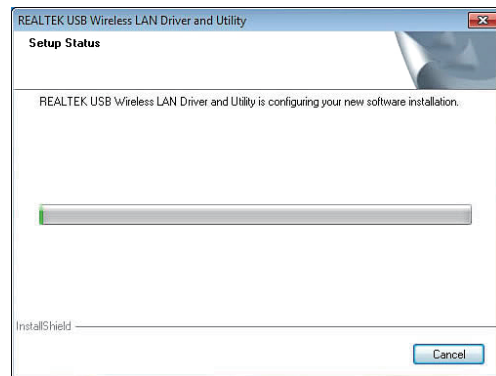 REALTEK USB Wireless LAN Driver and Utility
Setup Status
REALTEK USB Wireless LAN Driver and Utility is configuring your new software installation.
InstallShield
Cancel